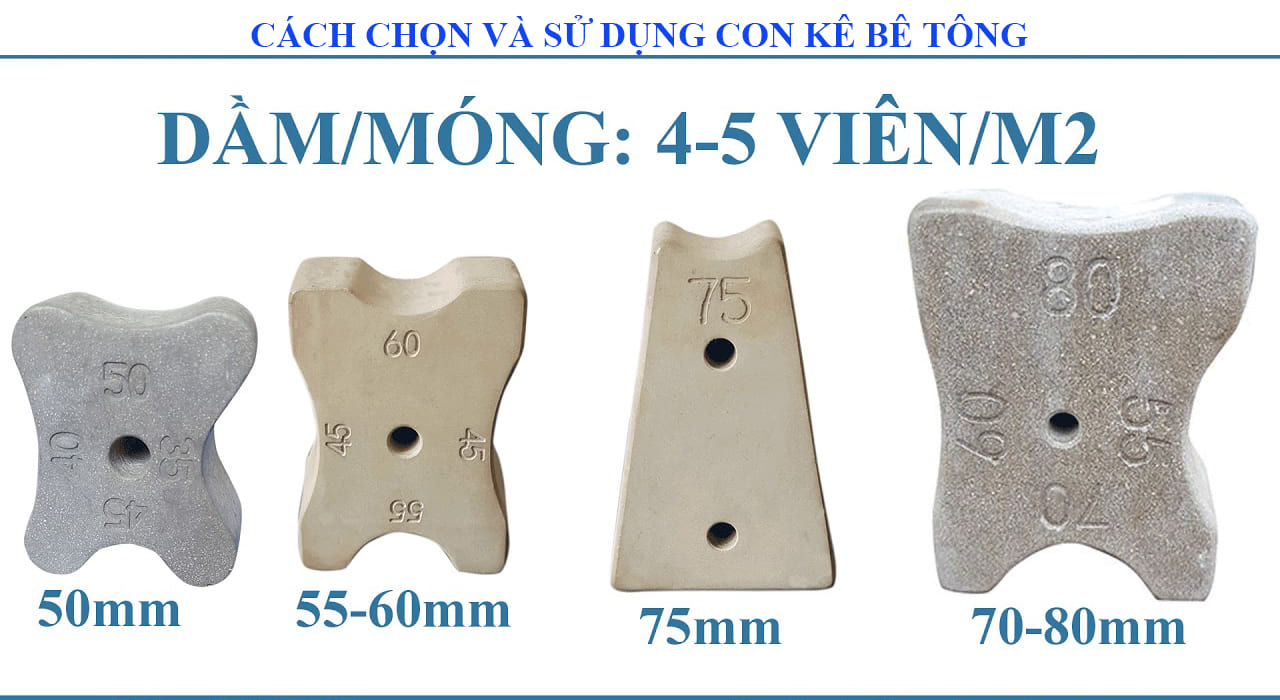 CÁCH CHỌN VÀ SỬ DỤNG CON KÊ BÊ TÔNG
DẦM/MÓNG: 4-5 VIÊN/M2
50
40
35
45
60
45
45
55
75
80
60
55
70
50mm
55-60mm
75mm
70-80mm